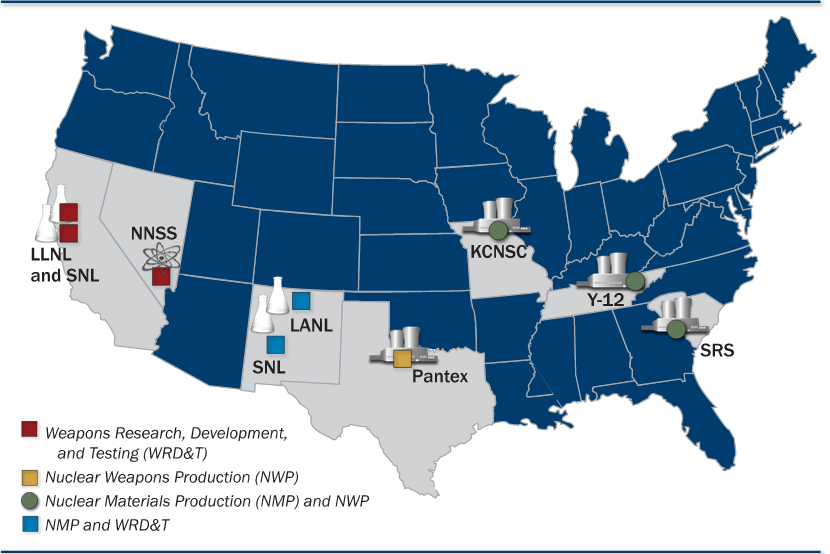 NNSS
LLNL
and SNL
KCNSC
Y-12
LANL
SNL
SRS
Pantex
Weapons Research, Development,
and Testing (WRD&T)
Nuclear Weapons Production (NWP)
Nuclear Materials Production (NMP) and NWP
NMP and WRD&T